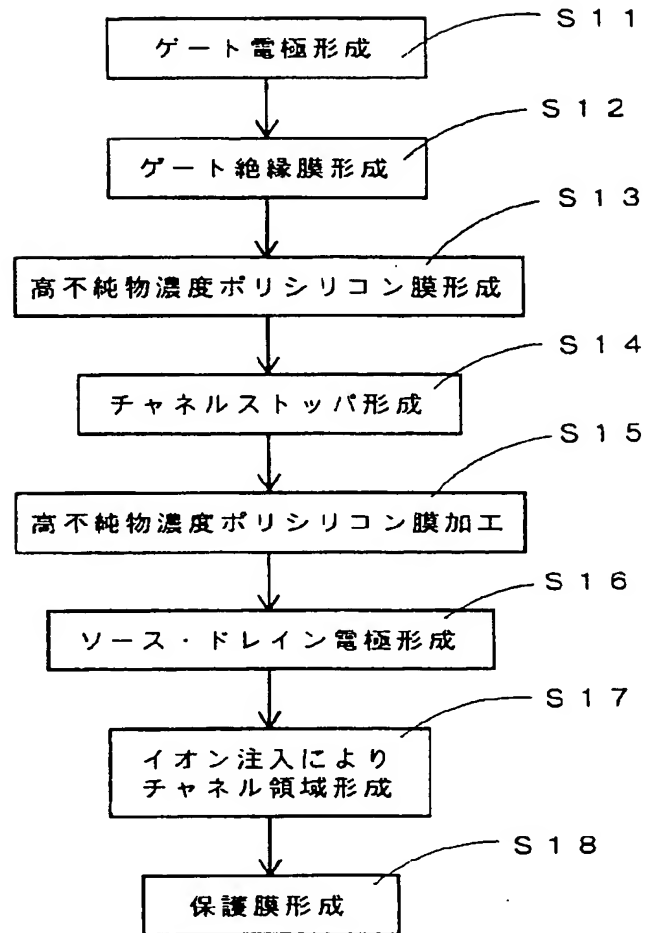 S11
ゲート電極形成
S12
ゲート絶縁膜形成
S13
高不純物濃度ポリシリコン膜形成
S14
チャネルストッパ形成
S15
高不純物濃度ポリシリコン膜加工
S16
ソース・ドレイン電極形成
S17
イオン注入により
チャネル領域形成
S18
保護膜形成